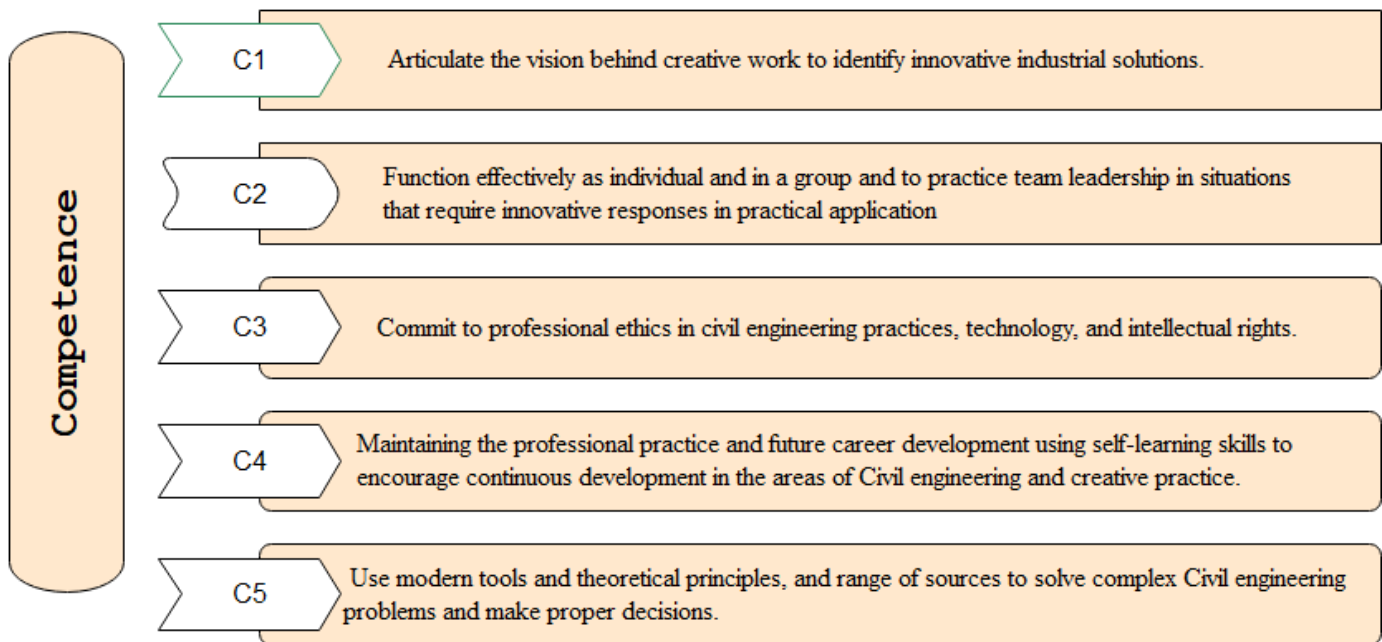 Competence
C1
Articulate the vision behind creative work to identify innovative industrial solutions.
C2
Function effectively as individual and in a group and to practice team leadership in situations
that require innovative responses in practical application
C3
Commit to professional ethics in civil engineering practices, technology, and intellectual rights.
C4
Maintaining the professional practice and future career development using self-learning skills to
encourage continuous development in the areas of Civil engineering and creative practice.
C5
Use modern tools and theoretical principles, and range of sources to solve complex Civil engineering
problems and make proper decisions.